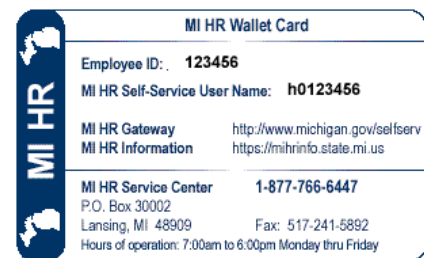 MI HR
MI HR Wallet Card
Employee ID: 123456
MI HR Self-Service User Name: h0123456
MI HR Gateway http://www.michigan.gov/selfserv
MI HR Information https://mihrinfo.state.mi.us
MI HR Service Center 1-877-766-6447
P.O. Box 30002
Lansing, MI 48909 Fax: 517-241-5892
Hours of operation: 7:00am to 6:00pm Monday thru Friday